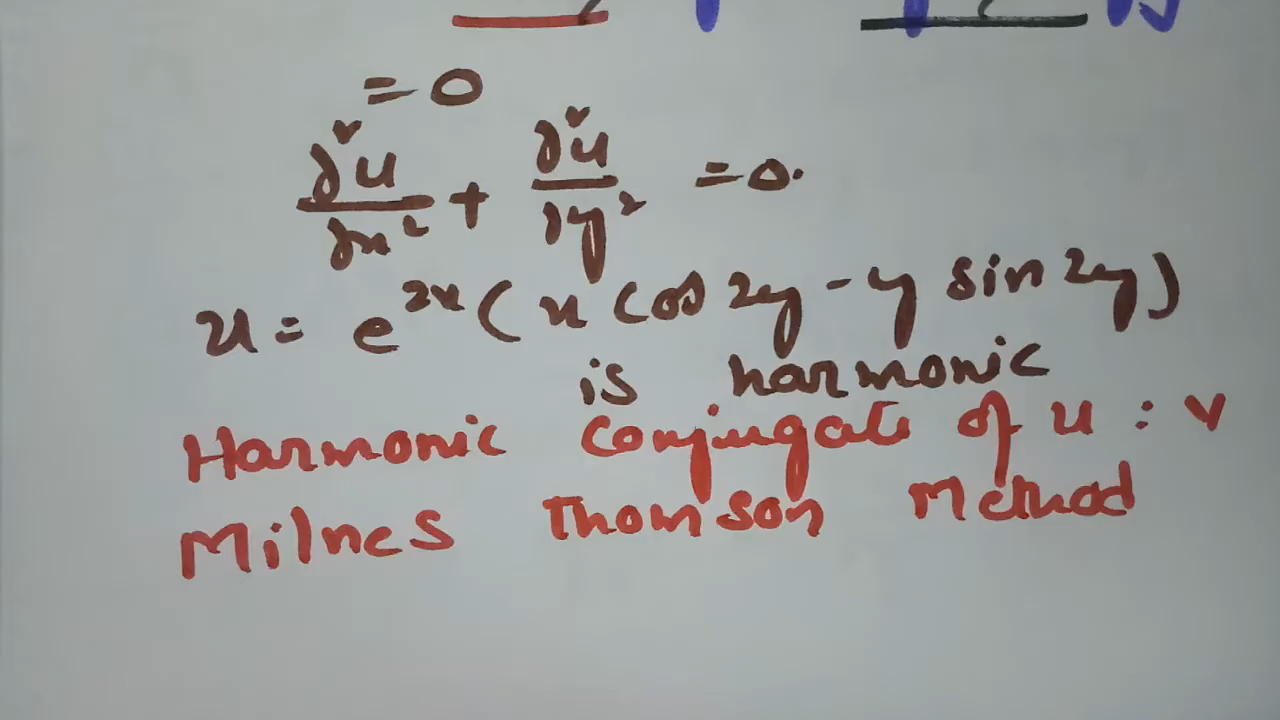 = 0
∂²u/∂x² + ∂²u/∂y² = 0.
u = e^2x ( x cos 2y - y sin 2y )
is harmonic
Harmonic conjugate of u : v
Milnes Thomson Method